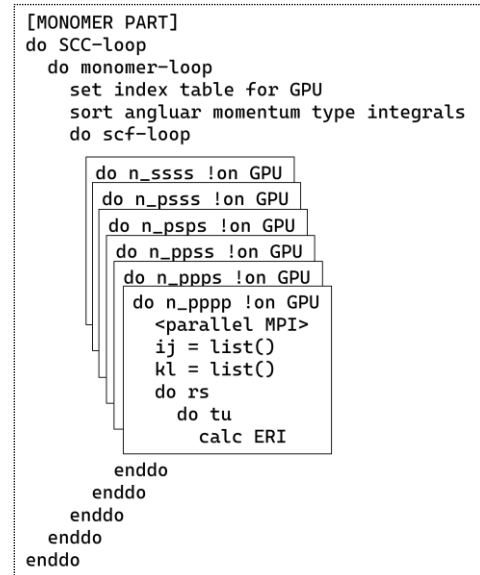 [MONOMER PART]
do SCC-loop
do monomer-loop
set index table for GPU
sort angluar momentum type integrals
do scf-loop
do n_ssss !on GPU
do n_psss !on GPU
do n_psps !on GPU
do n_ppss !on GPU
do n_ppps !on GPU
do n_pppp !on GPU
<parallel MPI>
ij = list()
kl = list()
do rs
do tu
calc ERI
enddo
enddo
enddo
enddo
enddo